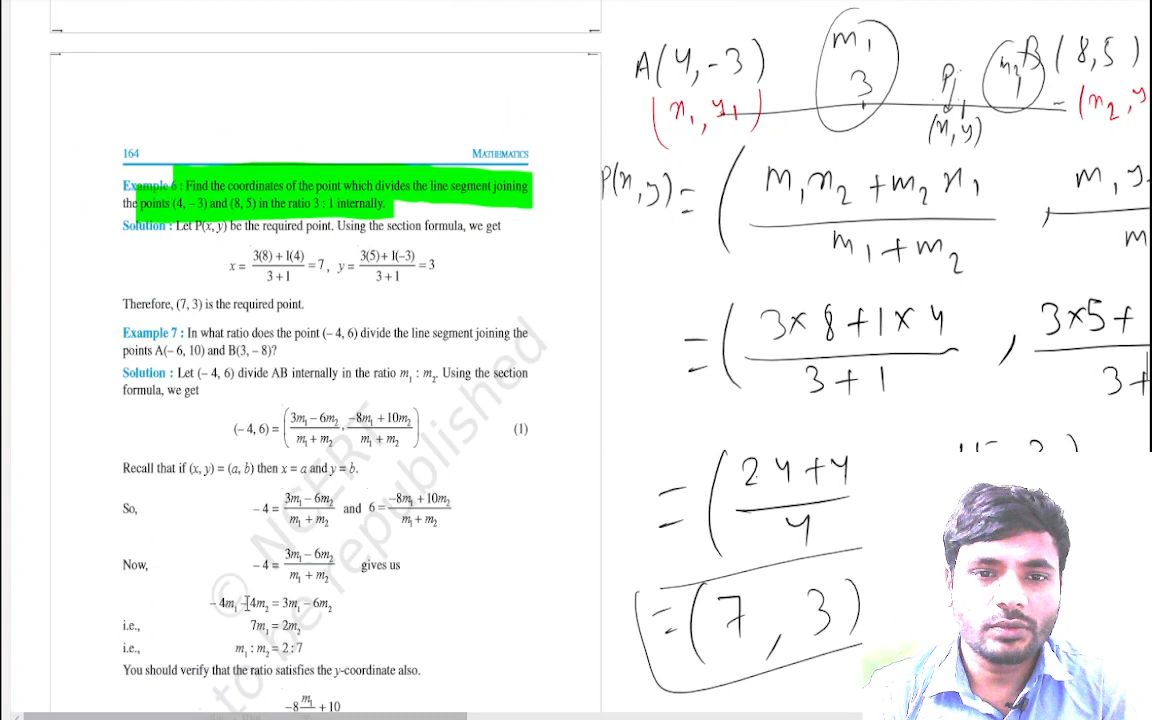 164 MATHEMATICS
Example 6 : Find the coordinates of the point which divides the line segment joining
the points (4, – 3) and (8, 5) in the ratio 3 : 1 internally.
Solution : Let P(x, y) be the required point. Using the section formula, we get
x = 3(8) + 1(4) / 3 + 1 = 7, y = 3(5) + 1(–3) / 3 + 1 = 3
Therefore, (7, 3) is the required point.
Example 7 : In what ratio does the point (– 4, 6) divide the line segment joining the
points A(– 6, 10) and B(3, – 8)?
Solution : Let (– 4, 6) divide AB internally in the ratio m₁ : m₂. Using the section
formula, we get
(– 4, 6) = (3m₁ – 6m₂ / m₁ + m₂, –8m₁ + 10m₂ / m₁ + m₂) (1)
Recall that if (x, y) = (a, b) then x = a and y = b.
So, – 4 = 3m₁ – 6m₂ / m₁ + m₂ and 6 = –8m₁ + 10m₂ / m₁ + m₂
Now, – 4 = 3m₁ – 6m₂ / m₁ + m₂ gives us
– 4m₁ – 4m₂ = 3m₁ – 6m₂
i.e., 7m₁ = 2m₂
i.e., m₁ : m₂ = 2 : 7
You should verify that the ratio satisfies the y-coordinate also.
–8 m₁ + 10
© NCERT
to be republished
A(4, -3) m₁ 3 P m₂ 1 B(8, 5)
(x₁, y₁) (x, y) (x₂, y
P(x, y) = (m₁x₂ + m₂x₁ / m₁ + m₂, m₁y / m
= (3×8 + 1×4 / 3 + 1, 3×5 + / 3 +
= (24 + 4 / 4
= (7, 3)